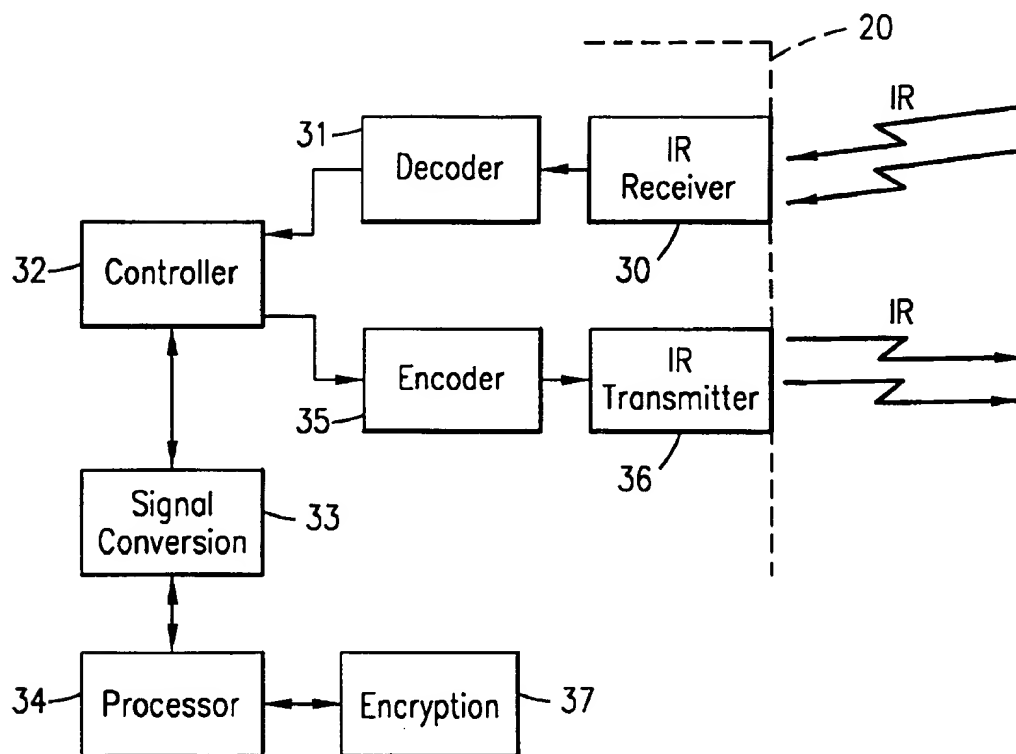 20
IR
31
Decoder
IR
Receiver
30
32
Controller
IR
Encoder
35
IR
Transmitter
36
Signal
Conversion
33
34
Processor
Encryption
37